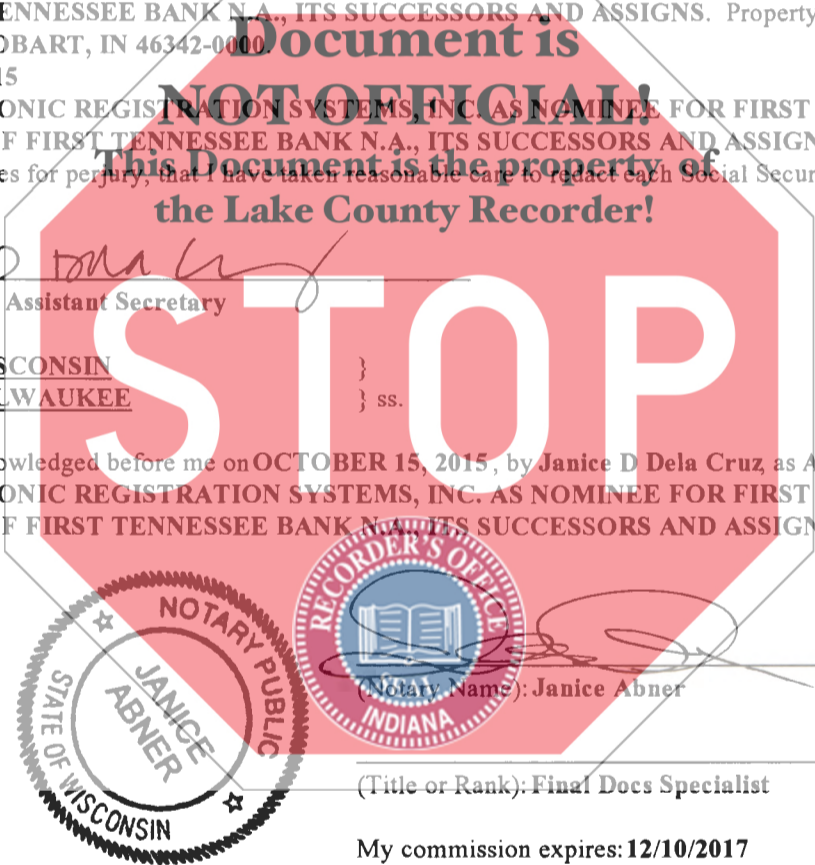 ENNESSEE BANK N.A., ITS SUCCESSORS AND ASSIGNS. Property
OBART, IN 46342-0000.
Document is
15
NOT OFFICIAL!
ONIC REGISTRATION SYSTEMS, INC. AS NOMINEE FOR FIRST
F FIRST TENNESSEE BANK N.A., ITS SUCCESSORS AND ASSIGN
This Document is the property of
es for perjury, that I have taken reasonable care to redact each Social Secur
the Lake County Recorder!
Assistant Secretary
STOP
SCONSIN }
LWAUKEE } ss.
owledged before me on OCTOBER 15, 2015, by Janice D Dela Cruz, as A
ONIC REGISTRATION SYSTEMS, INC. AS NOMINEE FOR FIRST
F FIRST TENNESSEE BANK N.A., ITS SUCCESSORS AND ASSIGN
RECORDER'S OFFICE
SEAL
INDIANA
NOTARY PUBLIC
JANICE
ABNER
STATE OF WISCONSIN
(Notary Name): Janice Abner
(Title or Rank): Final Docs Specialist
My commission expires: 12/10/2017